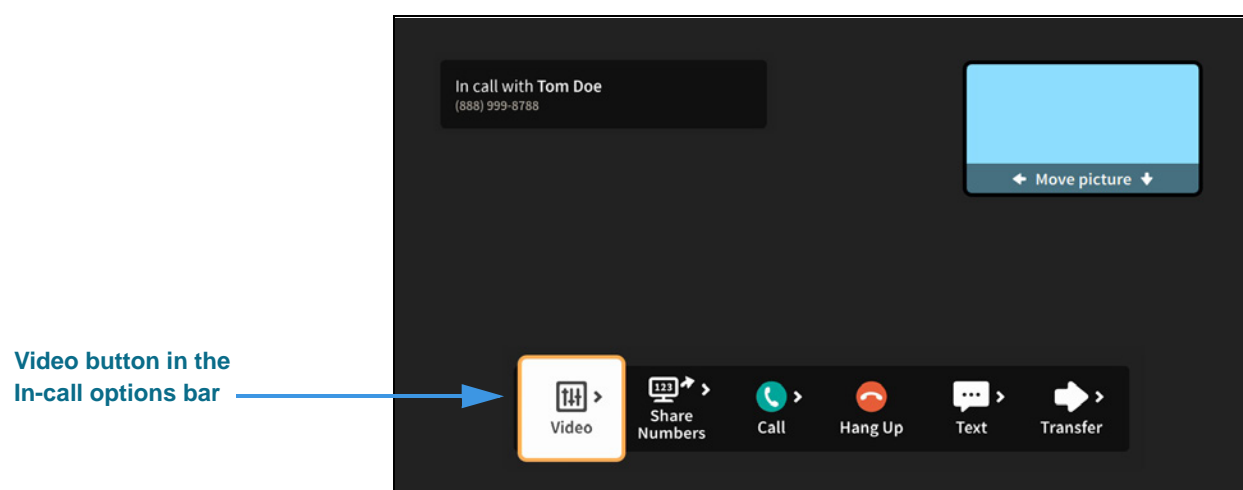 In call with Tom Doe
(888) 999-8788
Move picture
Video button in the
In-call options bar
123
Video
Share
Numbers
Call
Hang Up
Text
Transfer